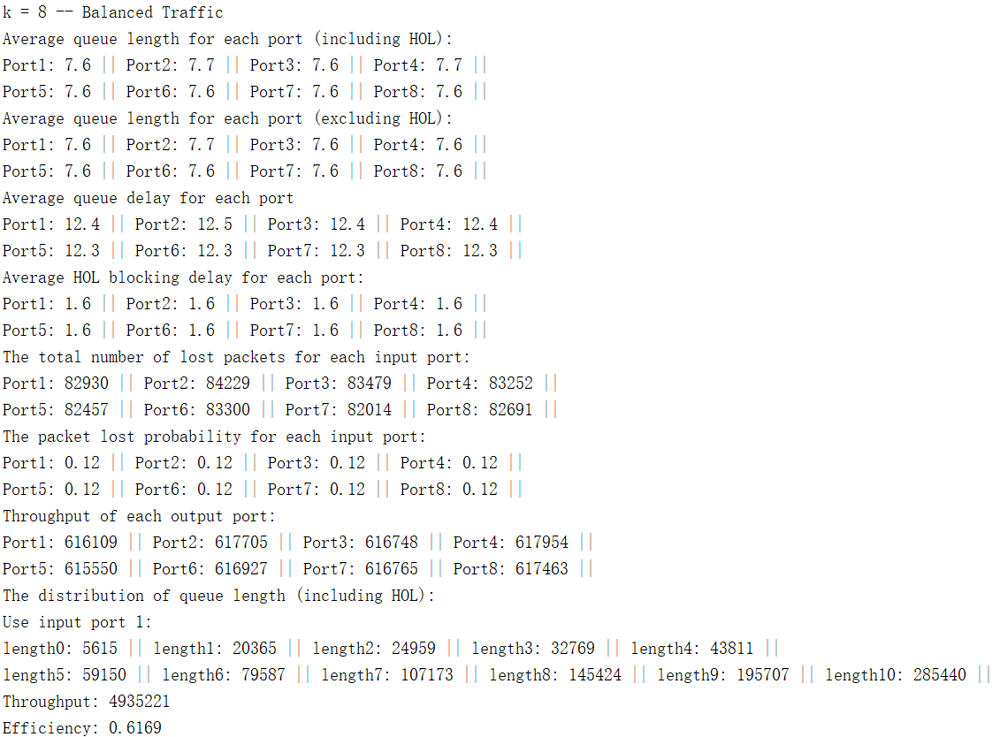 k = 8 -- Balanced Traffic
Average queue length for each port (including HOL):
Port1: 7.6 || Port2: 7.7 || Port3: 7.6 || Port4: 7.7 ||
Port5: 7.6 || Port6: 7.6 || Port7: 7.6 || Port8: 7.6 ||
Average queue length for each port (excluding HOL):
Port1: 7.6 || Port2: 7.7 || Port3: 7.6 || Port4: 7.6 ||
Port5: 7.6 || Port6: 7.6 || Port7: 7.6 || Port8: 7.6 ||
Average queue delay for each port
Port1: 12.4 || Port2: 12.5 || Port3: 12.4 || Port4: 12.4 ||
Port5: 12.3 || Port6: 12.3 || Port7: 12.3 || Port8: 12.3 ||
Average HOL blocking delay for each port:
Port1: 1.6 || Port2: 1.6 || Port3: 1.6 || Port4: 1.6 ||
Port5: 1.6 || Port6: 1.6 || Port7: 1.6 || Port8: 1.6 ||
The total number of lost packets for each input port:
Port1: 82930 || Port2: 84229 || Port3: 83479 || Port4: 83252 ||
Port5: 82457 || Port6: 83300 || Port7: 82014 || Port8: 82691 ||
The packet lost probability for each input port:
Port1: 0.12 || Port2: 0.12 || Port3: 0.12 || Port4: 0.12 ||
Port5: 0.12 || Port6: 0.12 || Port7: 0.12 || Port8: 0.12 ||
Throughput of each output port:
Port1: 616109 || Port2: 617705 || Port3: 616748 || Port4: 617954 ||
Port5: 615550 || Port6: 616927 || Port7: 616765 || Port8: 617463 ||
The distribution of queue length (including HOL):
Use input port 1:
length0: 5615 || length1: 20365 || length2: 24959 || length3: 32769 || length4: 43811 ||
length5: 59150 || length6: 79587 || length7: 107173 || length8: 145424 || length9: 195707 || length10: 285440 ||
Throughput: 4935221
Efficiency: 0.6169